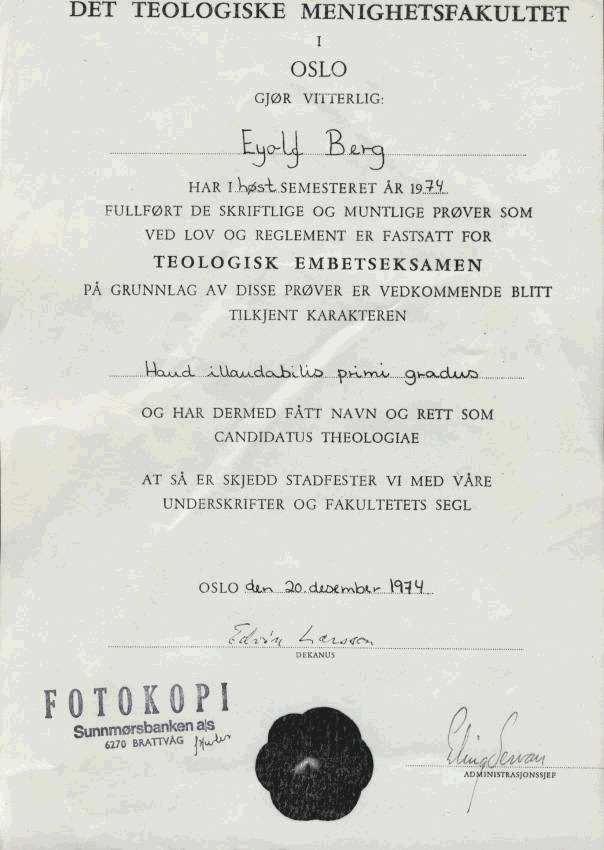 DET TEOLOGISKE MENIGHETSFAKULTET
I
OSLO
GJØR VITTERLIG:
Eyolf Berg
HAR I høst SEMESTERET ÅR 1974
FULLFØRT DE SKRIFTLIGE OG MUNTLIGE PRØVER SOM
VED LOV OG REGLEMENT ER FASTSATT FOR
TEOLOGISK EMBETSEKSAMEN
PÅ GRUNNLAG AV DISSE PRØVER ER VEDKOMMENDE BLITT
TILKJENT KARAKTEREN
Haud illaudabilis primi gradus
OG HAR DERMED FÅTT NAVN OG RETT SOM
CANDIDATUS THEOLOGIAE
AT SÅ ER SKJEDD STADFESTER VI MED VÅRE
UNDERSKRIFTER OG FAKULTETETS SEGL
OSLO den 20. desember 1974
Edvin Larsson
DEKANUS
FOTOKOPI
Sunnmørsbanken a/s
6270 BRATTVÅG
ADMINISTRASJONSSJEF